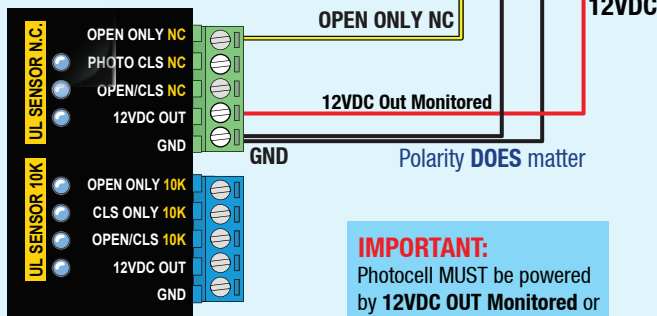 12VDC
OPEN ONLY NC
UL SENSOR N.C.
OPEN ONLY NC
PHOTO CLS NC
OPEN/CLS NC
12VDC OUT
GND
12VDC Out Monitored
GND
Polarity DOES matter
UL SENSOR 10K
OPEN ONLY 10K
CLS ONLY 10K
OPEN/CLS 10K
12VDC OUT
GND
IMPORTANT:
Photocell MUST be powered
by 12VDC OUT Monitored or